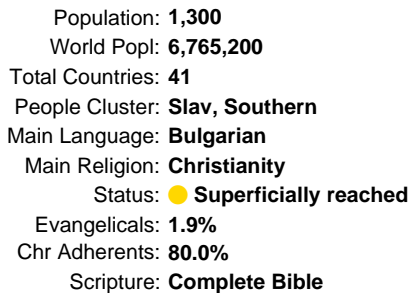 Population: 1,300
World Popl: 6,765,200
Total Countries: 41
People Cluster: Slav, Southern
Main Language: Bulgarian
Main Religion: Christianity
Status: Superficially reached
Evangelicals: 1.9%
Chr Adherents: 80.0%
Scripture: Complete Bible